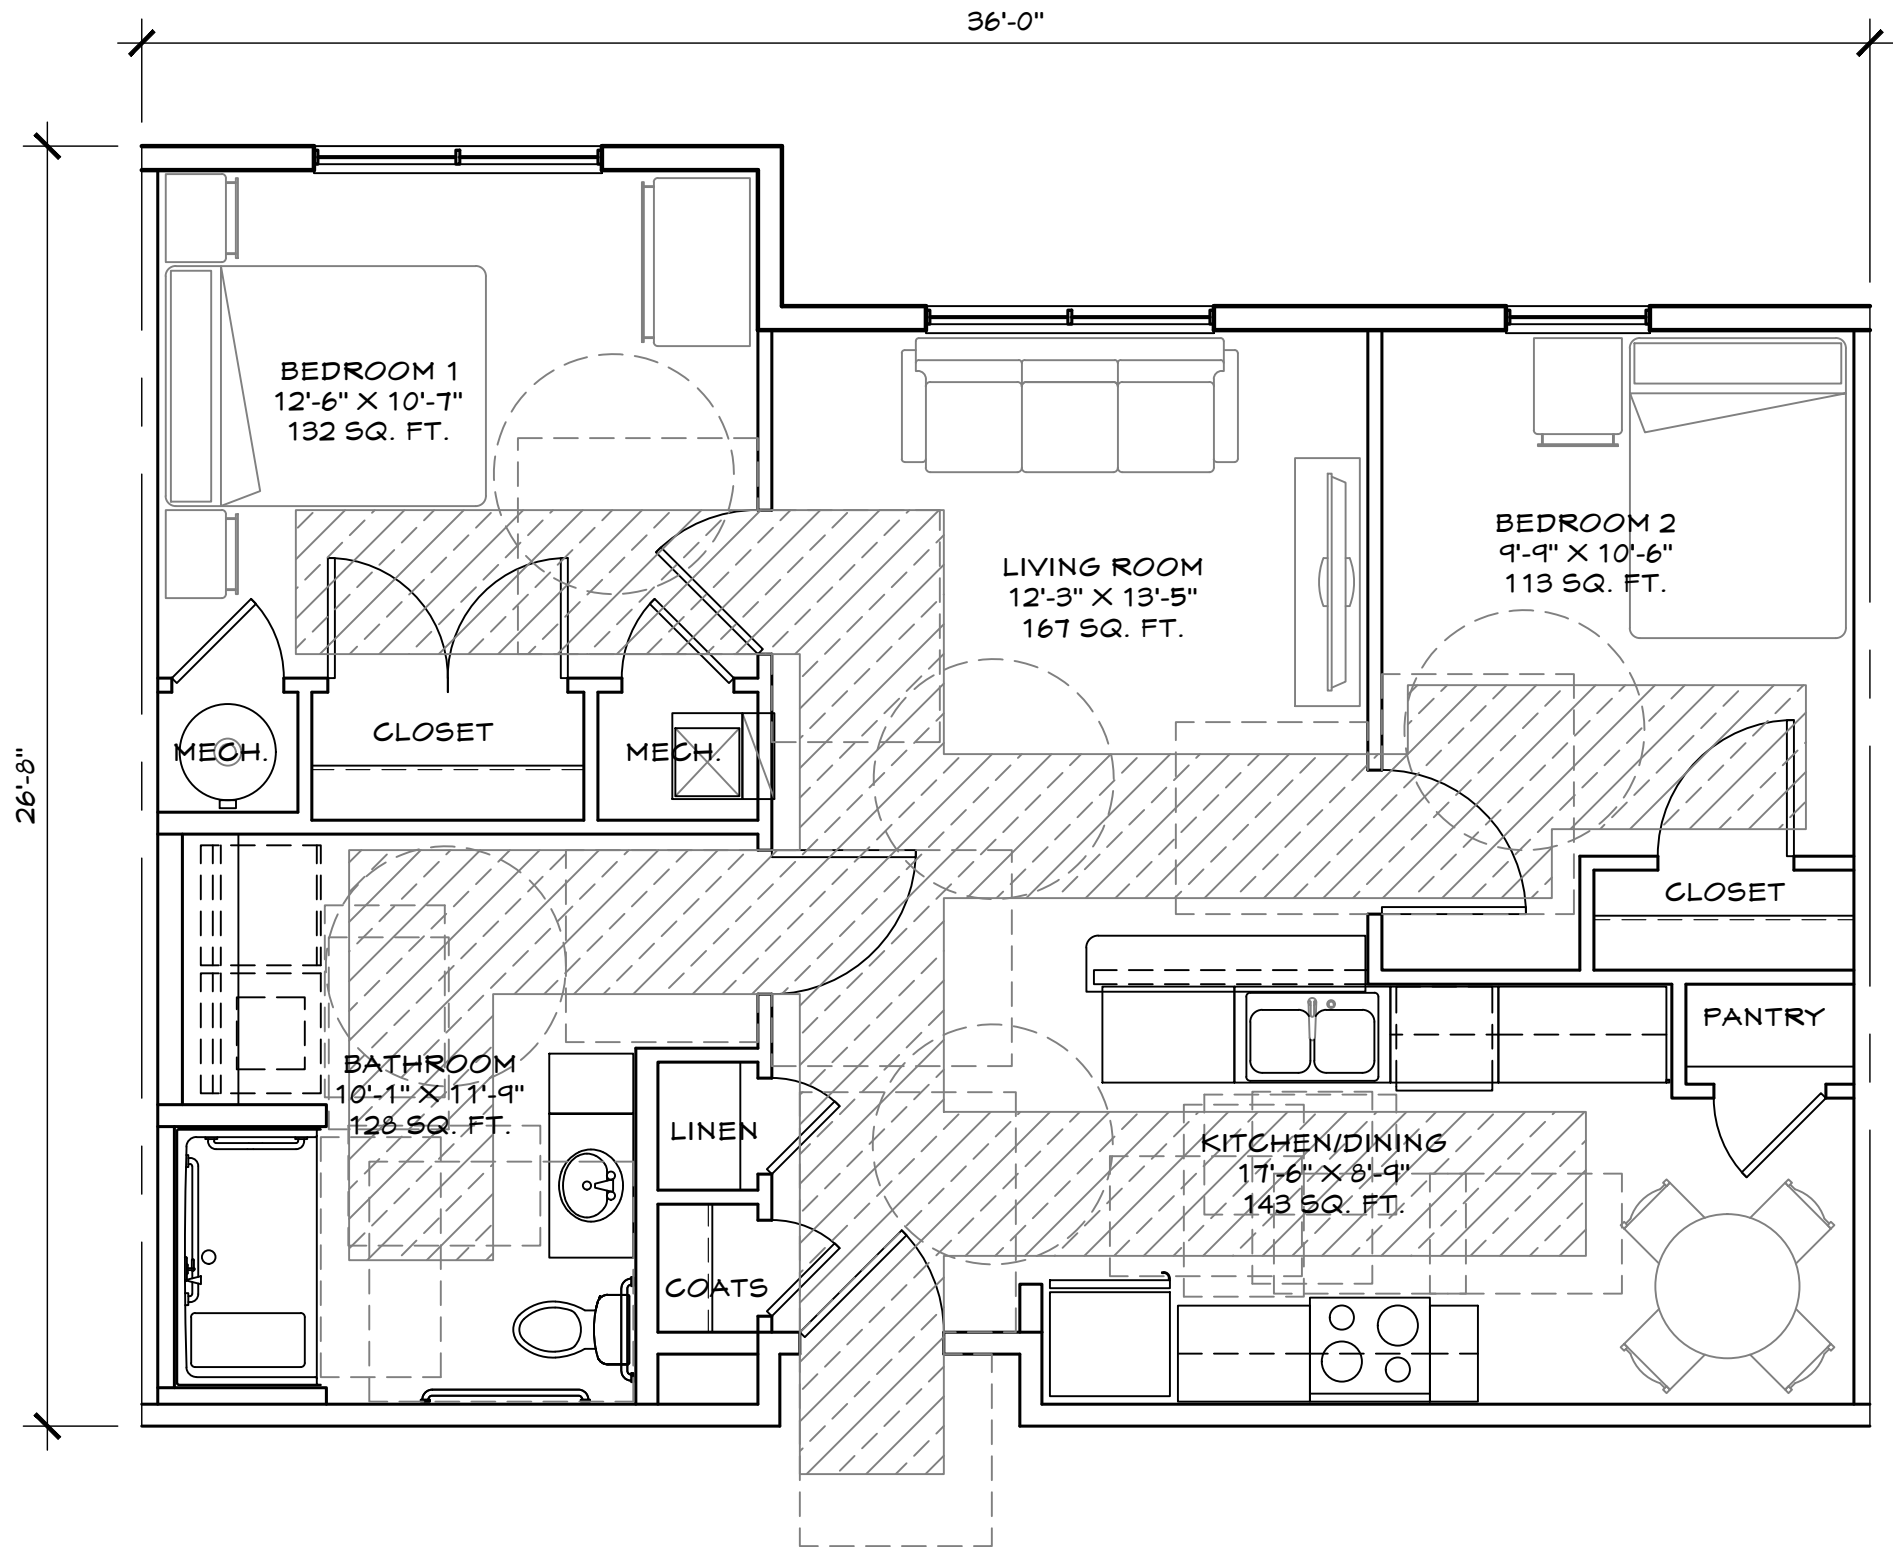 36'-0"
26'-8"
BEDROOM 1
12'-6" X 10'-7"
132 SQ. FT.
LIVING ROOM
12'-3" X 13'-5"
167 SQ. FT.
BEDROOM 2
9'-9" X 10'-6"
113 SQ. FT.
MECH.
CLOSET
MECH.
CLOSET
PANTRY
BATHROOM
10'-1" X 11'-9"
128 SQ. FT.
LINEN
COATS
KITCHEN/DINING
17'-6" X 8'-9"
143 SQ. FT.